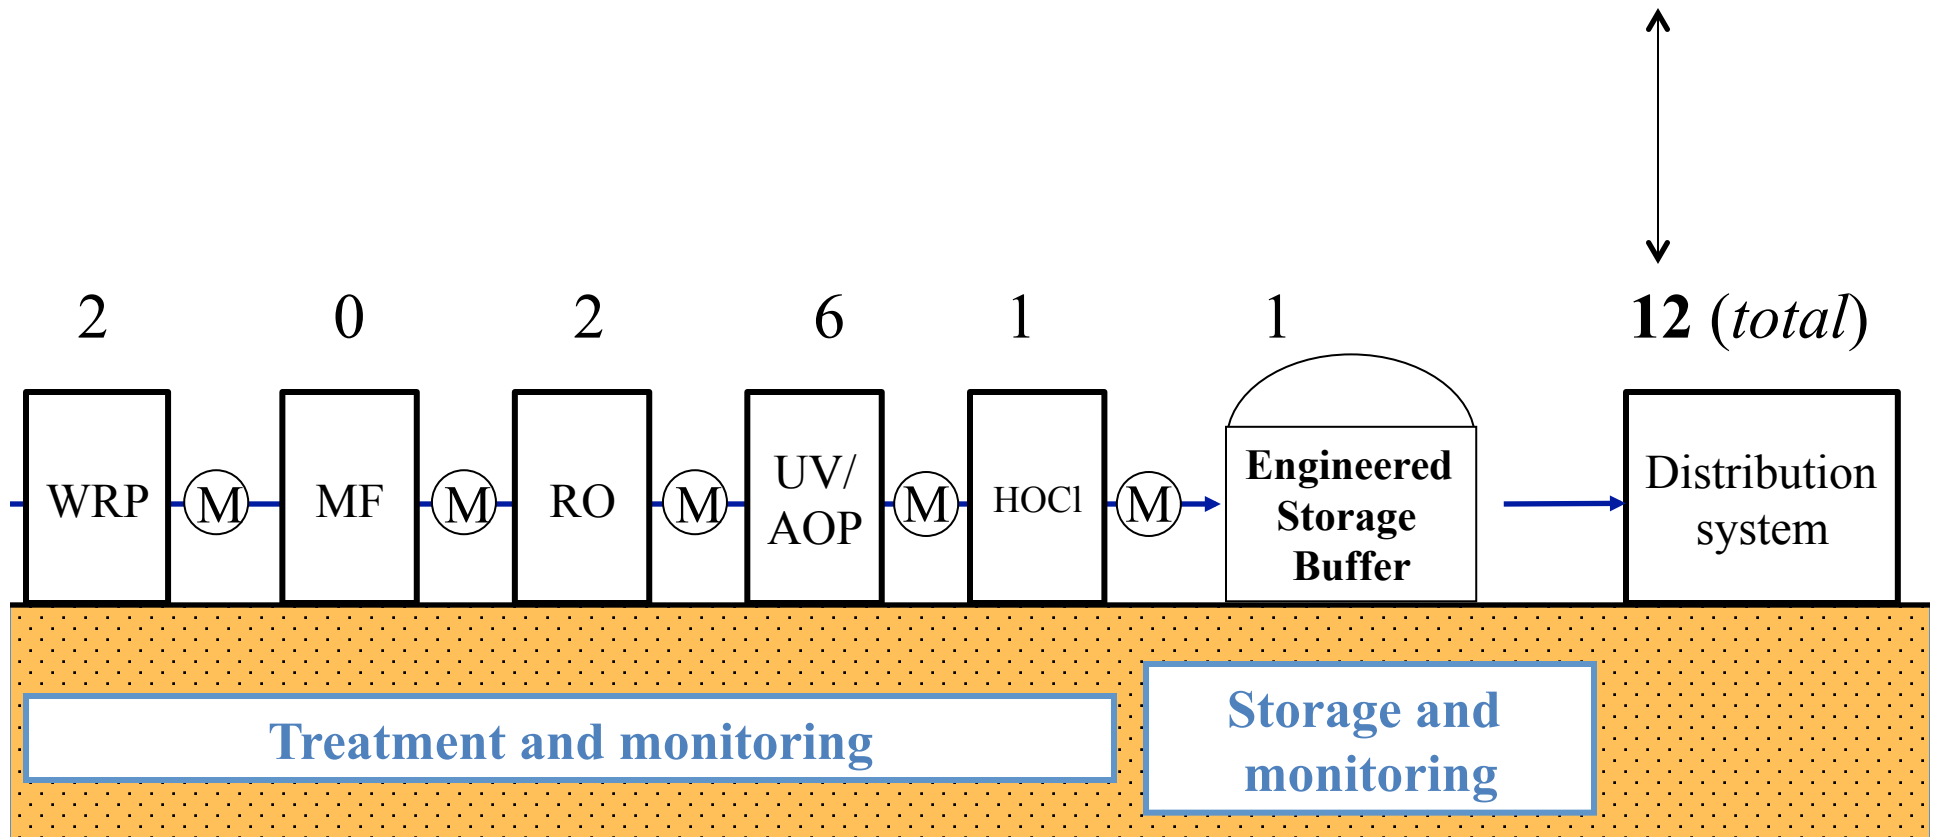 2 0 2 6 1 1 12 (total)
WRP M MF M RO M UV/
AOP M HOCl M Engineered
Storage
Buffer
Distribution
system
Treatment and monitoring
Storage and
monitoring